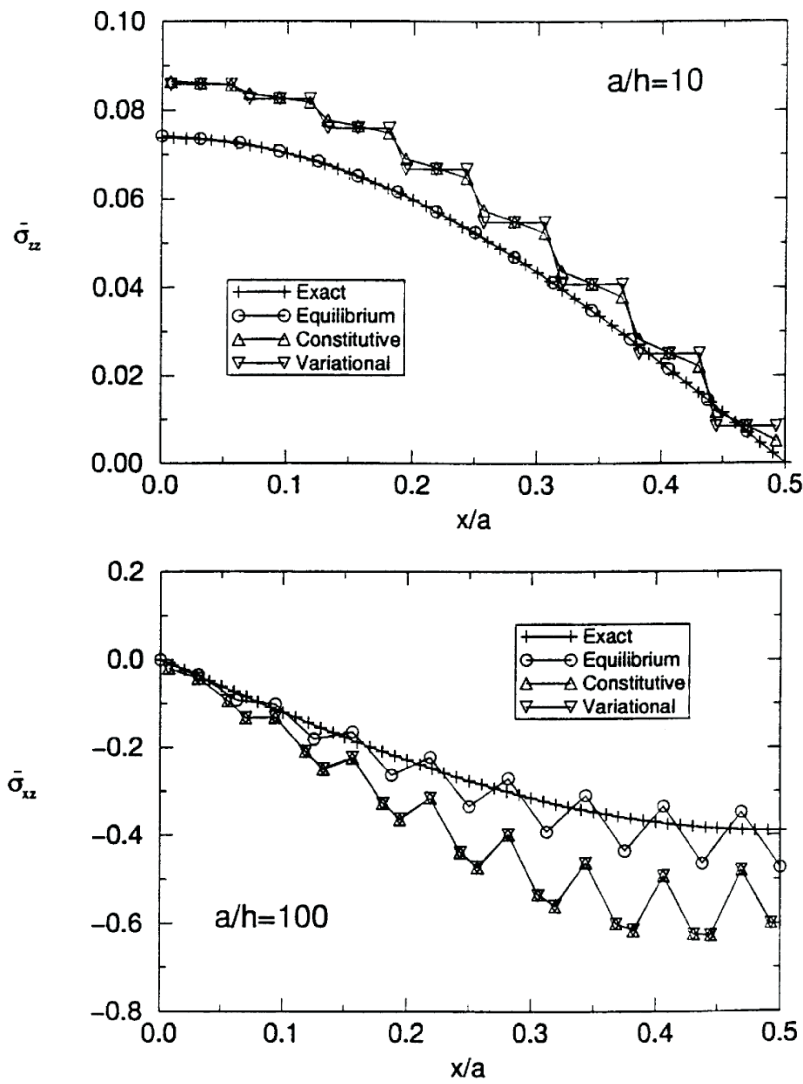 0.10
a/h=10
0.08
0.06
σ̄zz
0.04
Exact
Equilibrium
Constitutive
Variational
0.02
0.00
0.0 0.1 0.2 0.3 0.4 0.5
x/a
0.2
Exact
Equilibrium
Constitutive
Variational
0.0
−0.2
σ̄xz
−0.4
−0.6
a/h=100
−0.8
0.0 0.1 0.2 0.3 0.4 0.5
x/a